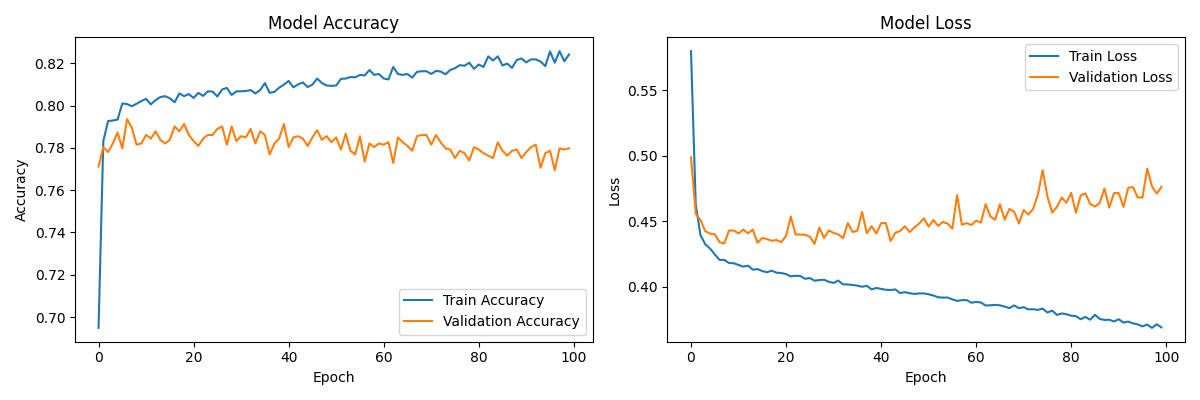 Model Accuracy
Accuracy
0.82
0.80
0.78
0.76
0.74
0.72
0.70
Train Accuracy
Validation Accuracy
0 20 40 60 80 100
Epoch
Model Loss
Loss
0.55
0.50
0.45
0.40
Train Loss
Validation Loss
0 20 40 60 80 100
Epoch